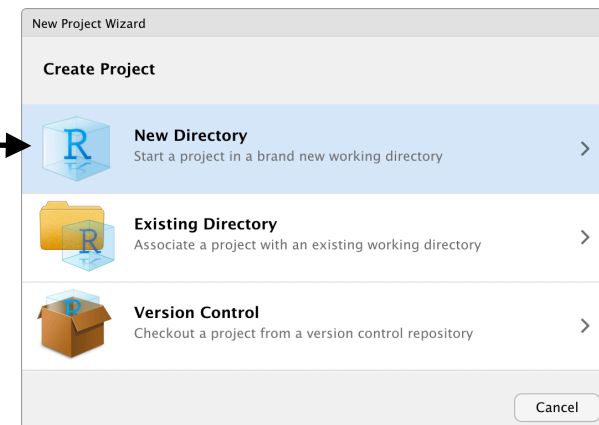 New Project Wizard
Create Project
R
New Directory
Start a project in a brand new working directory
R
Existing Directory
Associate a project with an existing working directory
R
Version Control
Checkout a project from a version control repository
Cancel